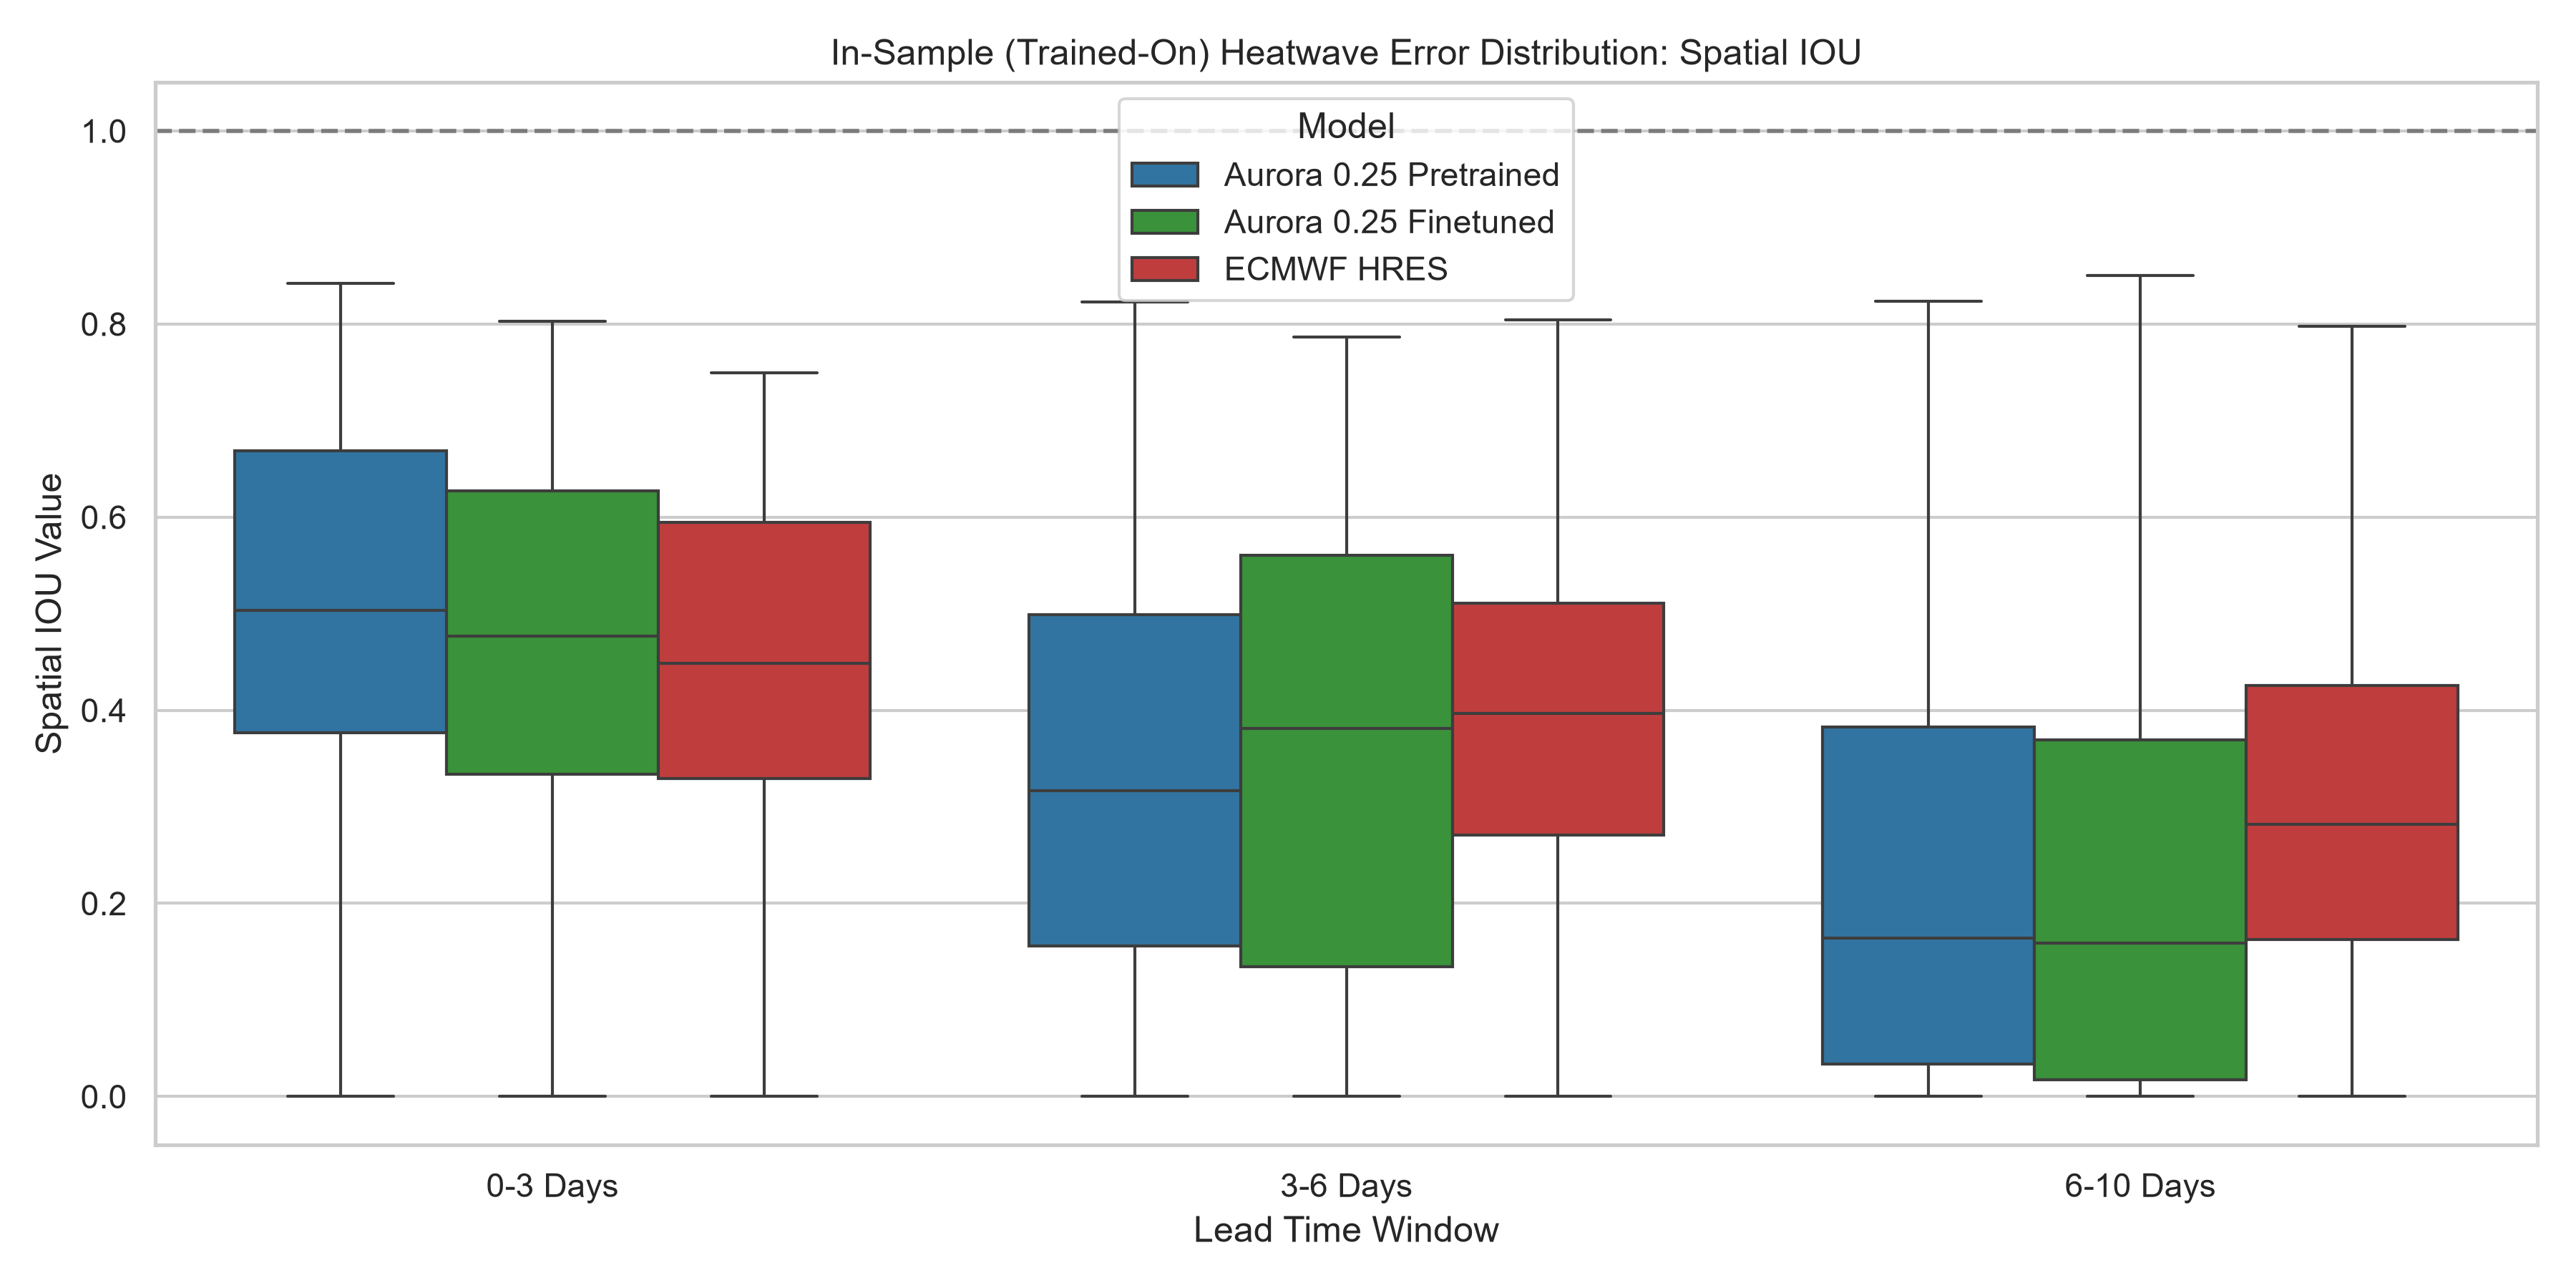 In-Sample (Trained-On) Heatwave Error Distribution: Spatial IOU
Spatial IOU Value
1.0
0.8
0.6
0.4
0.2
0.0
Model
Aurora 0.25 Pretrained
Aurora 0.25 Finetuned
ECMWF HRES
0-3 Days
3-6 Days
6-10 Days
Lead Time Window